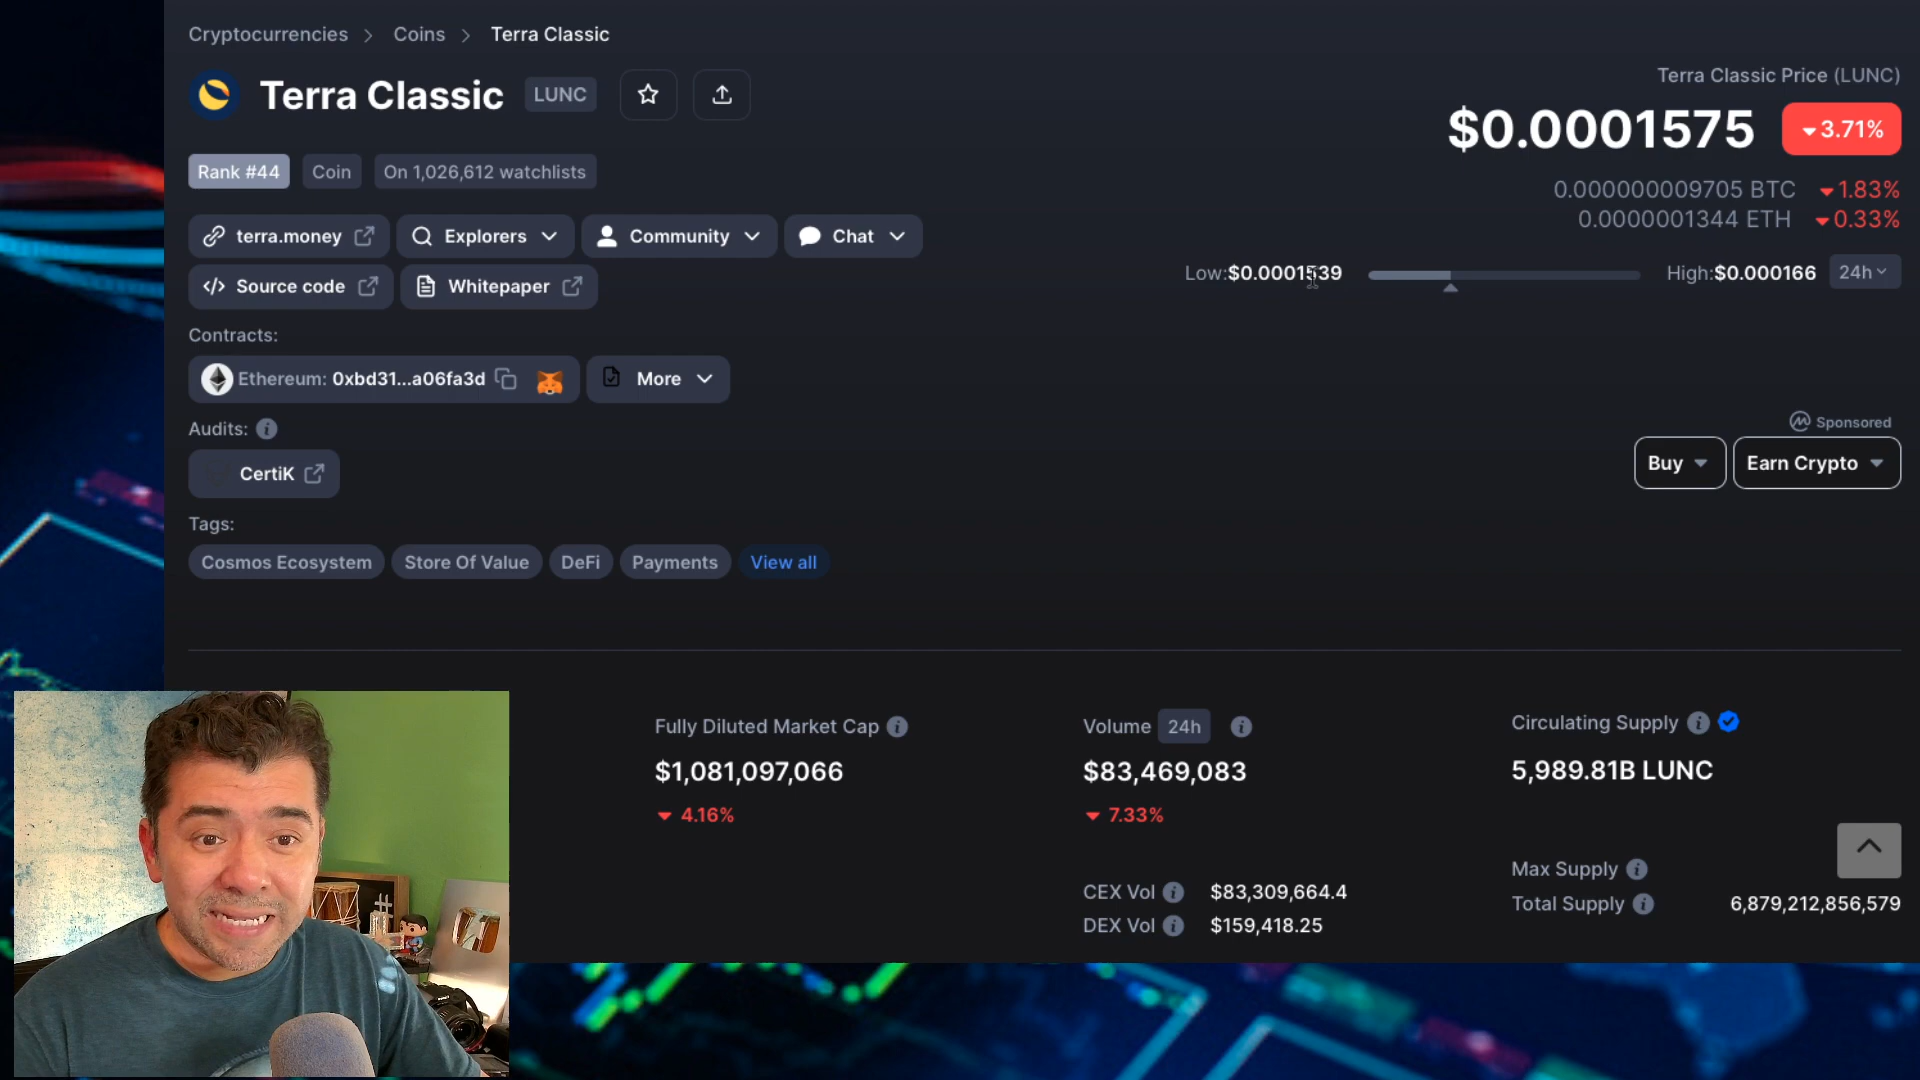 Cryptocurrencies > Coins > Terra Classic
Terra Classic LUNC
Rank #44 Coin On 1,026,612 watchlists
terra.money Explorers Community Chat
</> Source code Whitepaper
Contracts:
Ethereum: 0xbd31...a06fa3d More
Audits:
CertiK
Tags:
Cosmos Ecosystem Store Of Value DeFi Payments View all
Terra Classic Price (LUNC)
$0.0001575 3.71%
0.000000009705 BTC 1.83%
0.0000001344 ETH 0.33%
Low:$0.0001539 High:$0.000166 24h
Sponsored
Buy Earn Crypto
Fully Diluted Market Cap
$1,081,097,066
4.16%
Volume 24h
$83,469,083
7.33%
CEX Vol $83,309,664.4
DEX Vol $159,418.25
Circulating Supply
5,989.81B LUNC
Max Supply
Total Supply 6,879,212,856,579